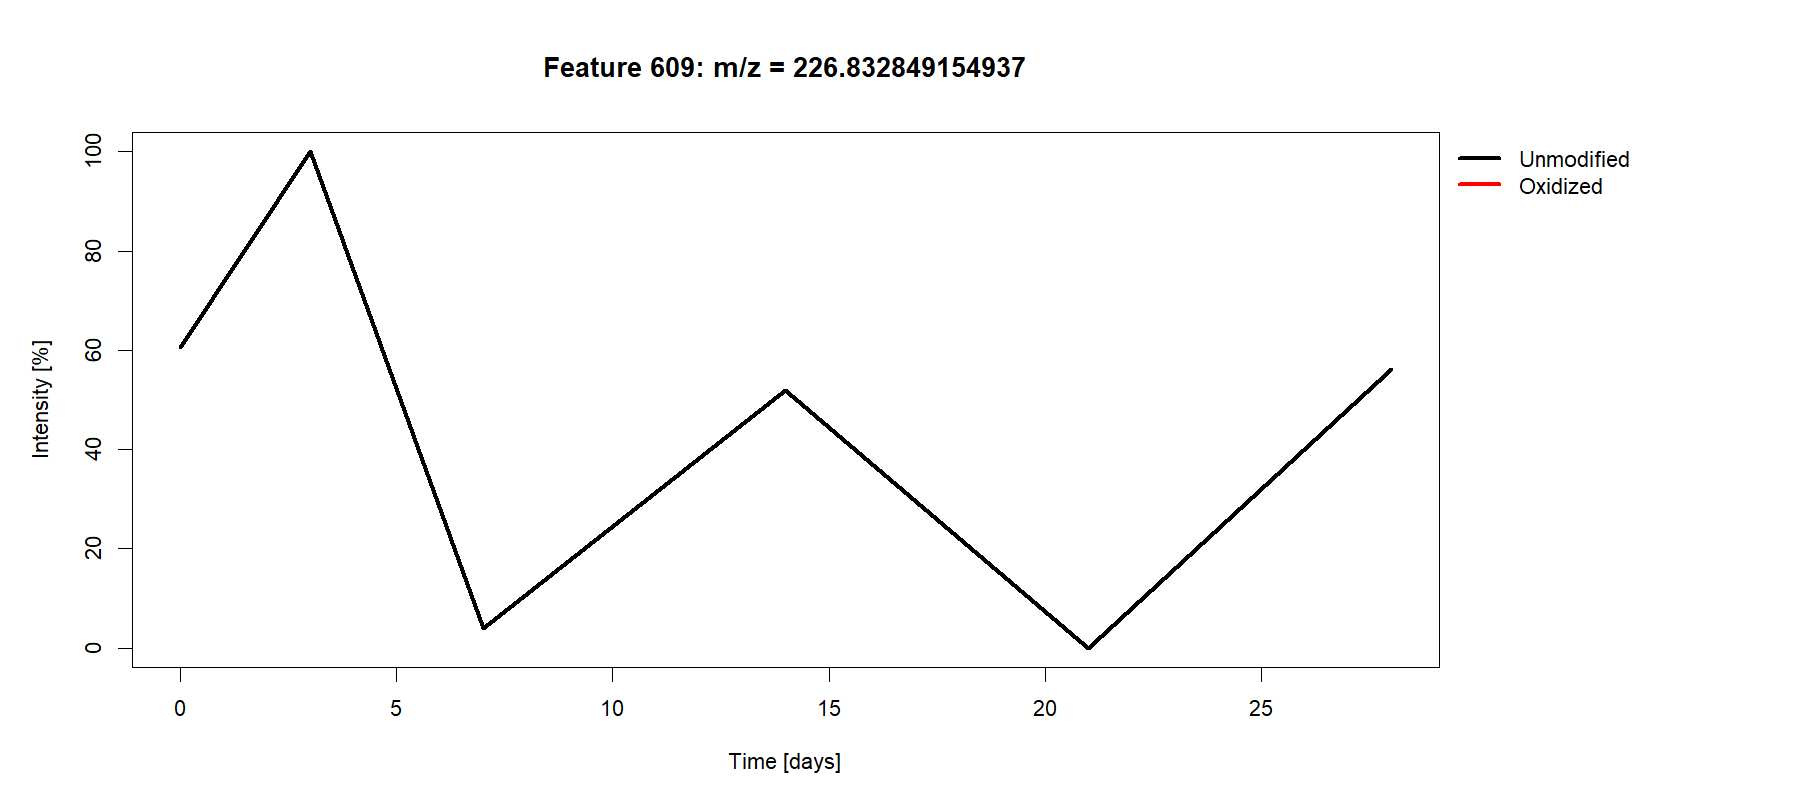 Feature 609: m/z = 226.832849154937
Unmodified
Oxidized
Intensity [%]
100
80
60
40
20
0
0 5 10 15 20 25
Time [days]